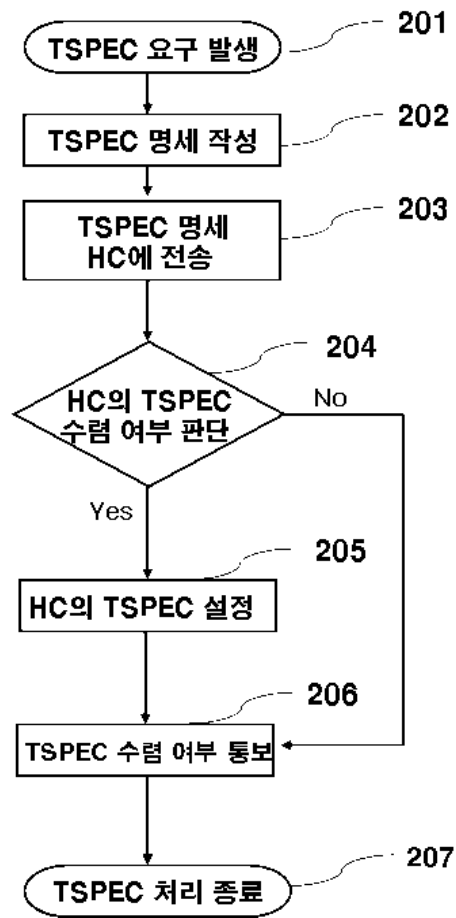 TSPEC 요구 발생
201
TSPEC 명세 작성
202
TSPEC 명세
HC에 전송
203
HC의 TSPEC
수렴 여부 판단
204
No
Yes
HC의 TSPEC 설정
205
TSPEC 수렴 여부 통보
206
TSPEC 처리 종료
207